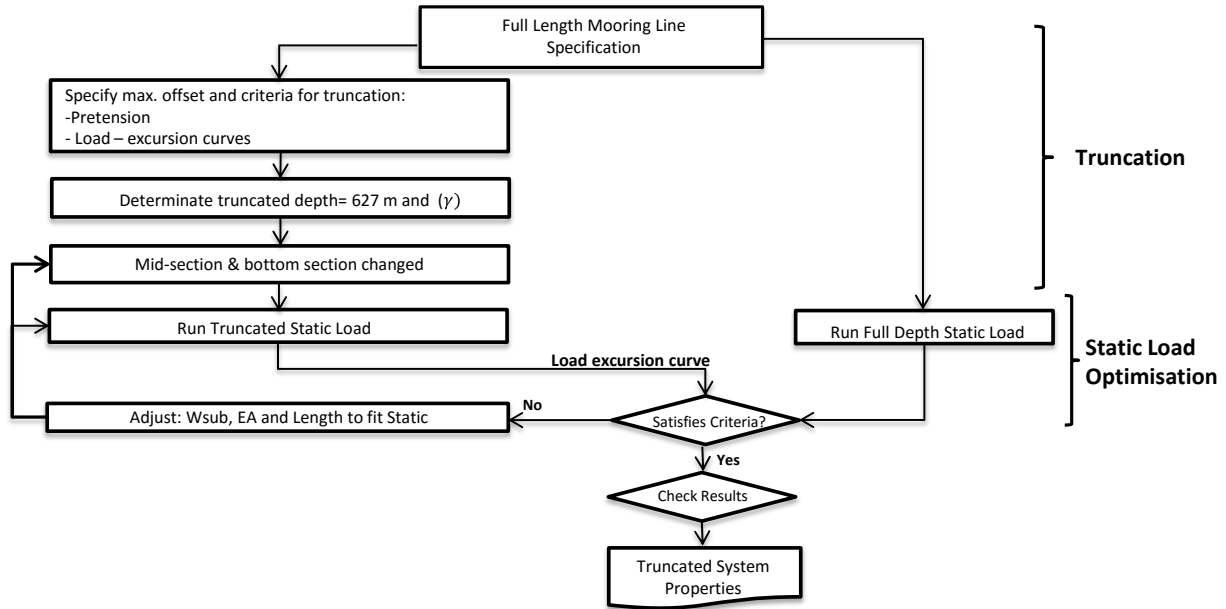 Full Length Mooring Line
Specification
Specify max. offset and criteria for truncation:
-Pretension
- Load – excursion curves
Truncation
Determinate truncated depth= 627 m and (γ)
Mid-section & bottom section changed
Run Truncated Static Load
Run Full Depth Static Load
Static Load
Optimisation
Load excursion curve
No
Adjust: Wsub, EA and Length to fit Static
Satisfies Criteria?
Yes
Check Results
Truncated System
Properties